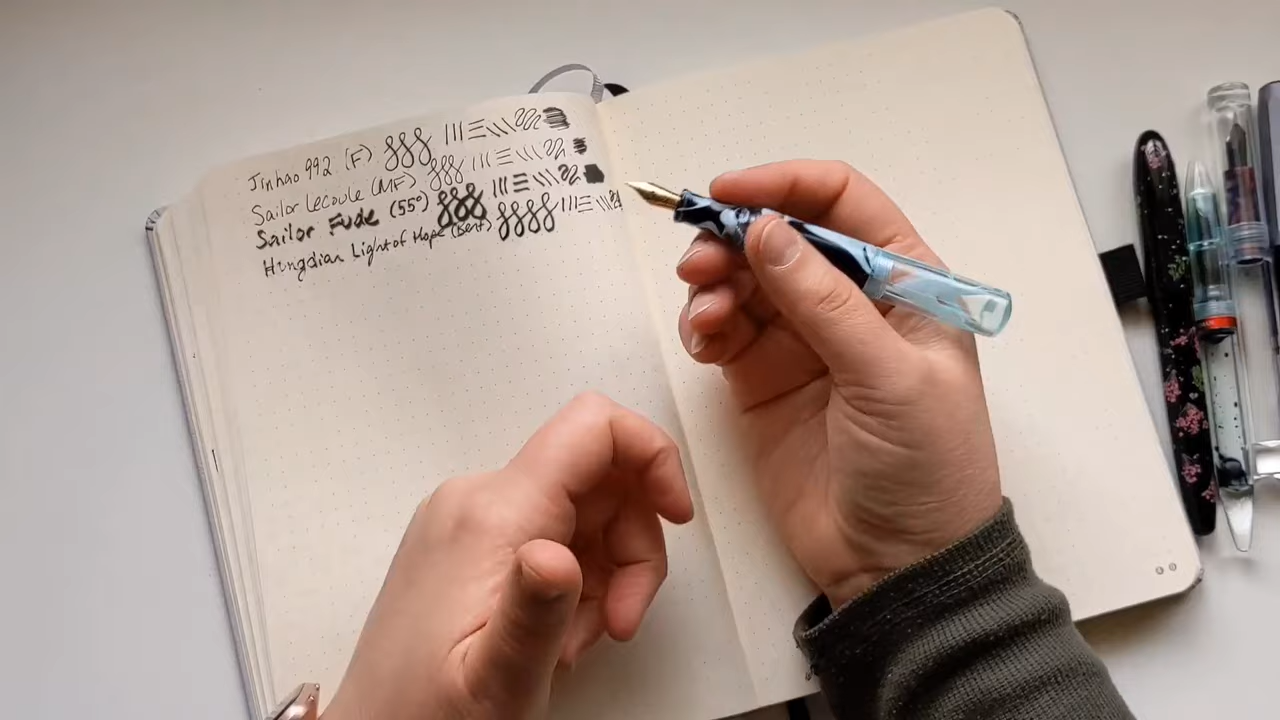 Jinhao 992 (F)
Sailor Lecoule (MF)
Sailor Fude (55°)
Hongdian Light of Hope (Bent)